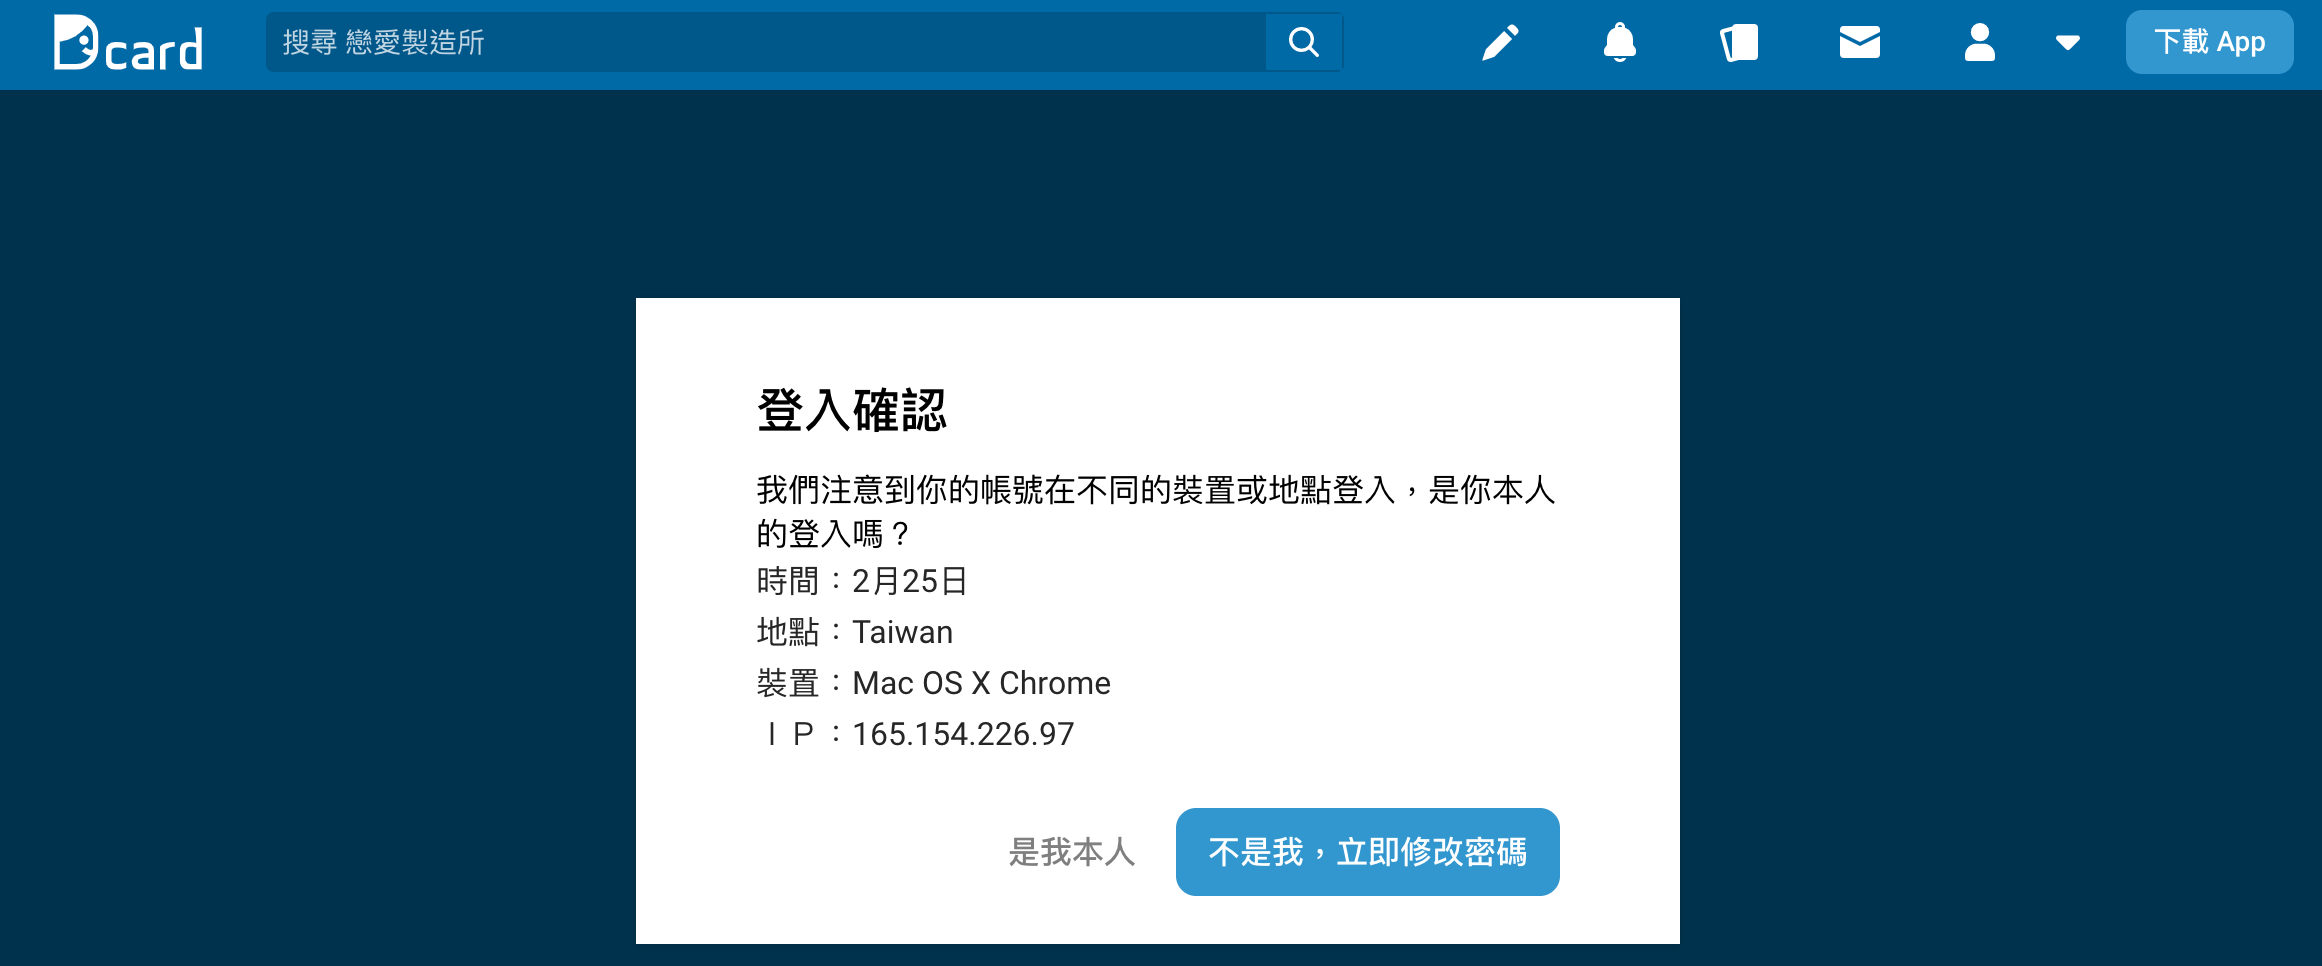 Dcard
搜尋 戀愛製造所
下載 App
登入確認
我們注意到你的帳號在不同的裝置或地點登入，是你本人
的登入嗎？
時間：2月25日
地點：Taiwan
裝置：Mac OS X Chrome
ＩＰ：165.154.226.97
是我本人
不是我，立即修改密碼